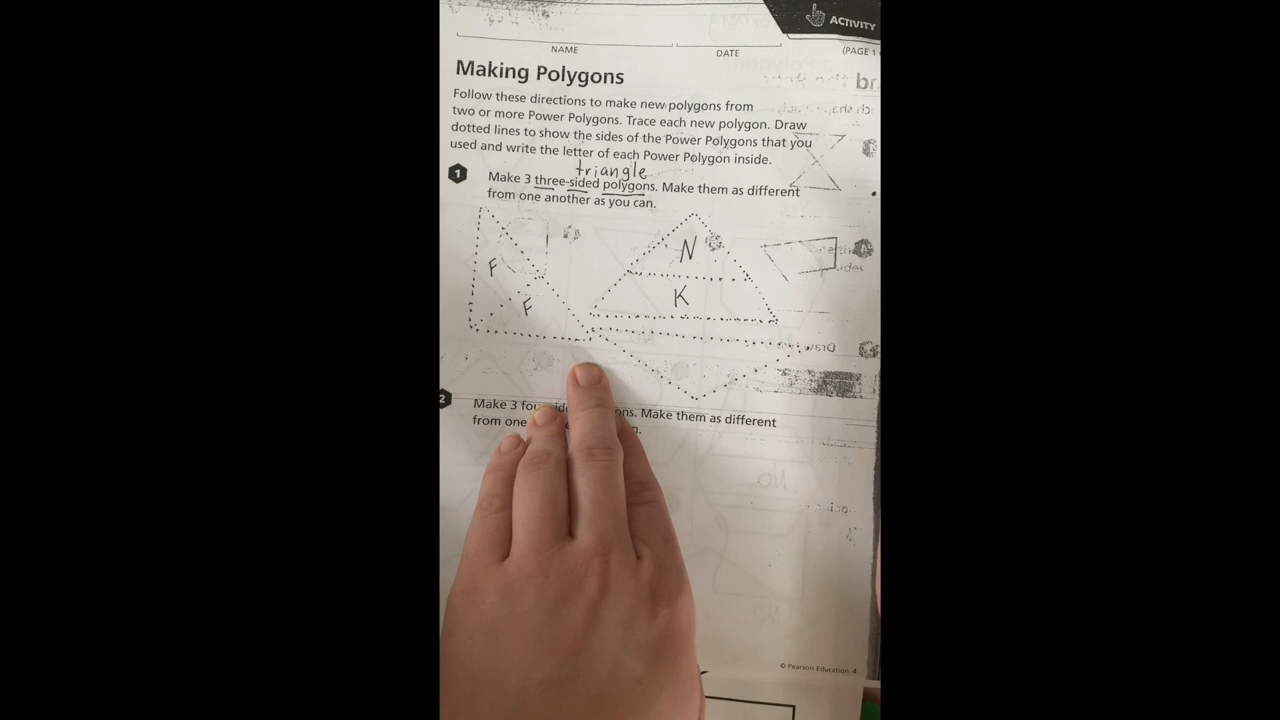 ACTIVITY
NAME
DATE
(PAGE 1
Making Polygons
Follow these directions to make new polygons from
two or more Power Polygons. Trace each new polygon. Draw
dotted lines to show the sides of the Power Polygons that you
used and write the letter of each Power Polygon inside.
triangle
1
Make 3 three-sided polygons. Make them as different
from one another as you can.
N
F
K
F
2
Make 3 ons. Make them as different
from one
© Pearson Education 4